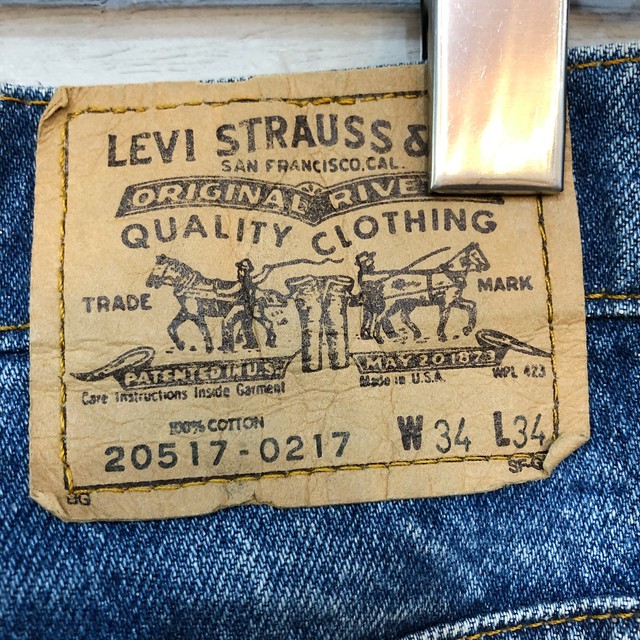 LEVI STRAUSS &
SAN FRANCISCO, CAL.
ORIGINAL RIVE
QUALITY CLOTHING
TRADE MARK
PATENTED IN U.S. MAY 20 1873
Care Instructions Inside Garment Made in U.S.A. WPL 423
100% COTTON
20517-0217 W 34 L 34